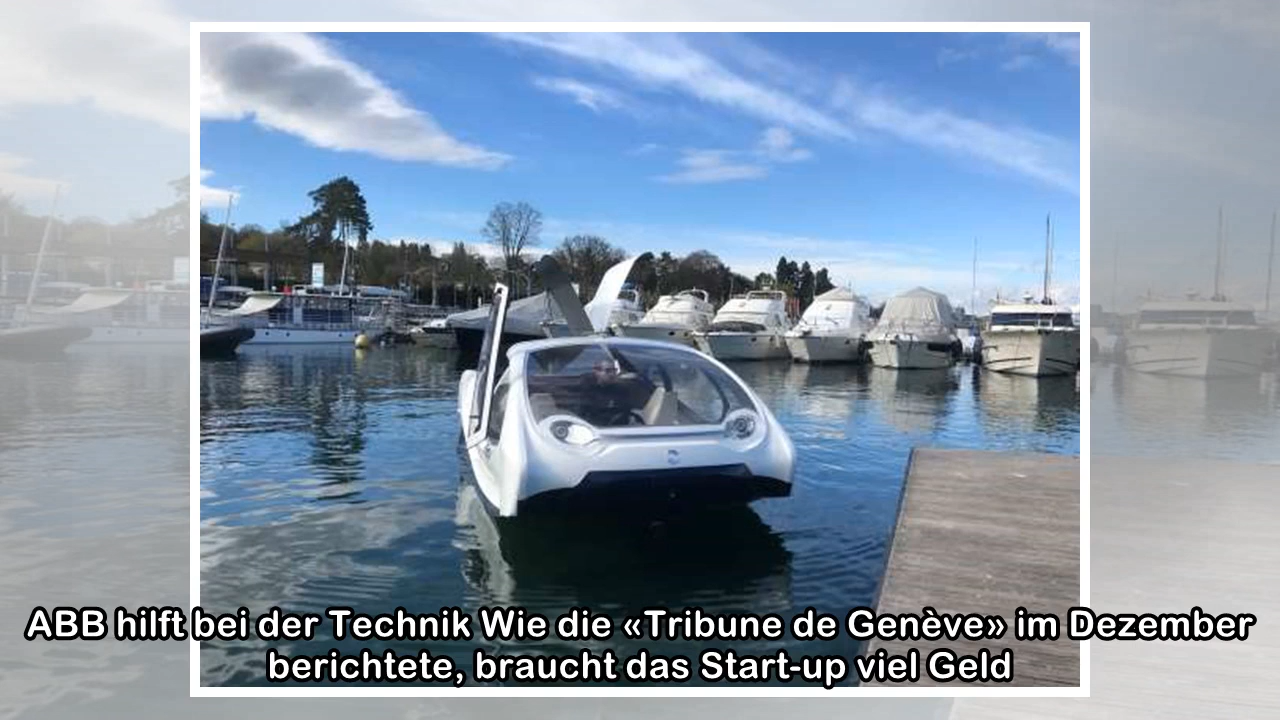 ABB hilft bei der Technik Wie die «Tribune de Genève» im Dezember
berichtete, braucht das Start-up viel Geld